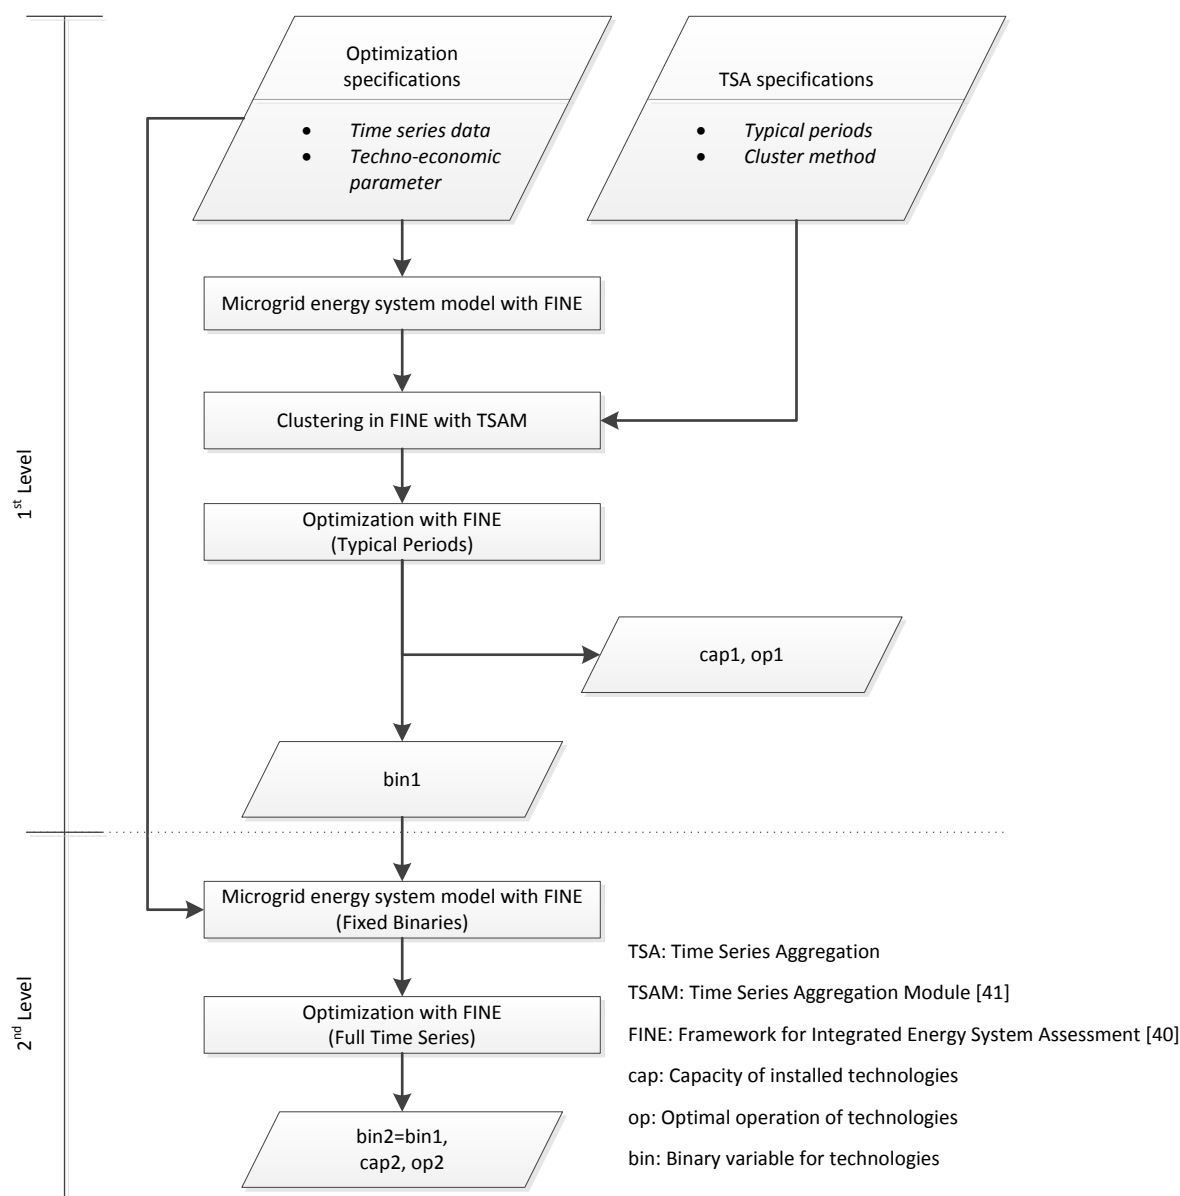 Optimization
specifications
• Time series data
• Techno-economic
parameter
TSA specifications
• Typical periods
• Cluster method
Microgrid energy system model with FINE
Clustering in FINE with TSAM
Optimization with FINE
(Typical Periods)
cap1, op1
bin1
1st Level
Microgrid energy system model with FINE
(Fixed Binaries)
Optimization with FINE
(Full Time Series)
bin2=bin1,
cap2, op2
2nd Level
TSA: Time Series Aggregation
TSAM: Time Series Aggregation Module [41]
FINE: Framework for Integrated Energy System Assessment [40]
cap: Capacity of installed technologies
op: Optimal operation of technologies
bin: Binary variable for technologies